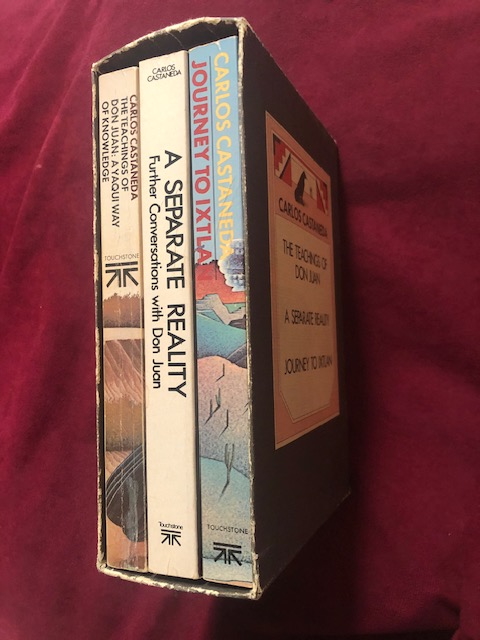 CARLOS CASTANEDA
THE TEACHINGS OF
DON JUAN: A YAQUI WAY
OF KNOWLEDGE
TOUCHSTONE
CARLOS
CASTANEDA
A SEPARATE REALITY
Further Conversations with Don Juan
Touchstone
CARLOS CASTANEDA
JOURNEY TO IXTLA
TOUCHSTONE
CARLOS CASTANEDA
THE TEACHINGS OF
DON JUAN
A SEPARATE REALITY
JOURNEY TO IXTLAN